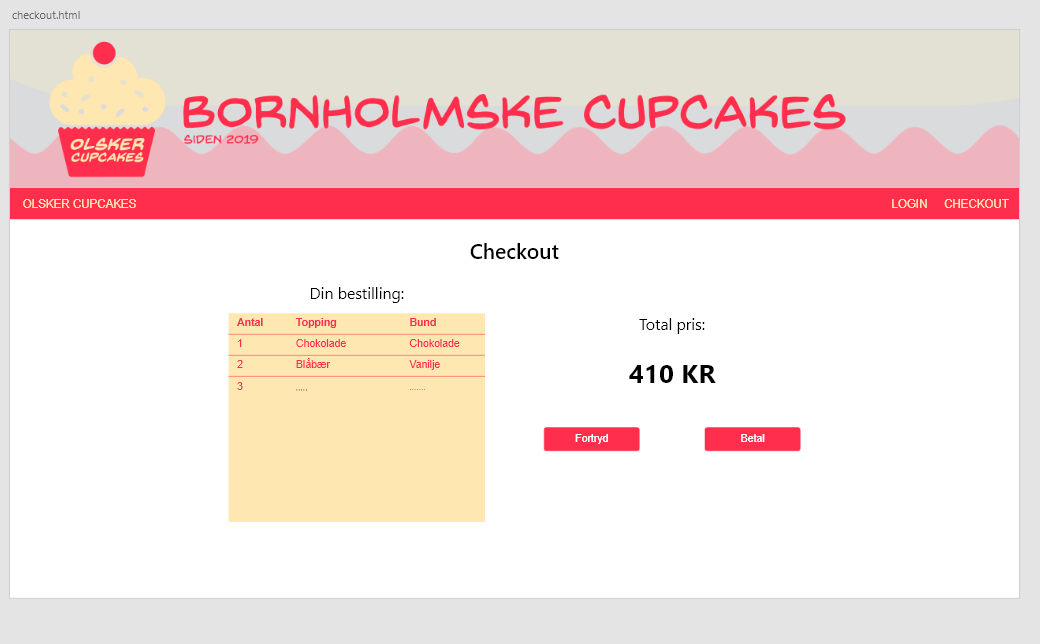 checkout.html
BORNHOLMSKE CUPCAKES
SIDEN 2019
OLSKER
CUPCAKES
OLSKER CUPCAKES LOGIN CHECKOUT
Checkout
Din bestilling:
Antal Topping Bund
1 Chokolade Chokolade
2 Blåbær Vanilje
3 ..... .......
Total pris:
410 KR
Fortryd Betal